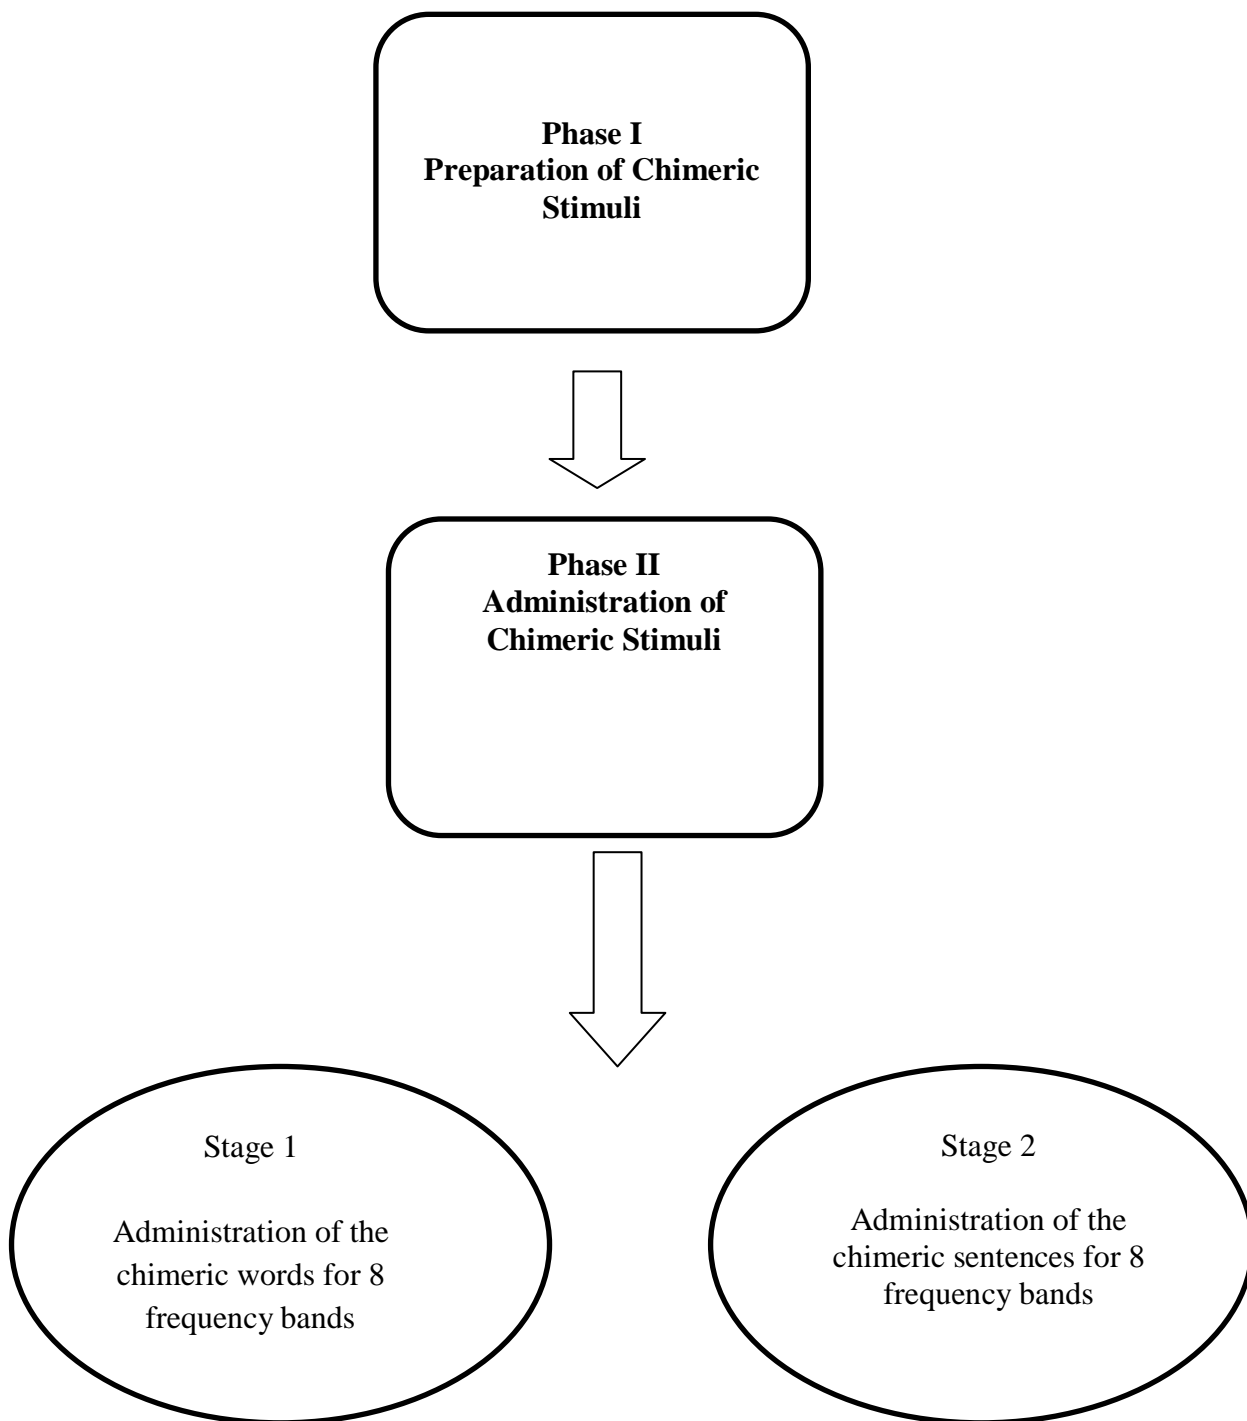 Phase I
Preparation of Chimeric
Stimuli
Phase II
Administration of
Chimeric Stimuli
Stage 1
Administration of the
chimeric words for 8
frequency bands
Stage 2
Administration of the
chimeric sentences for 8
frequency bands